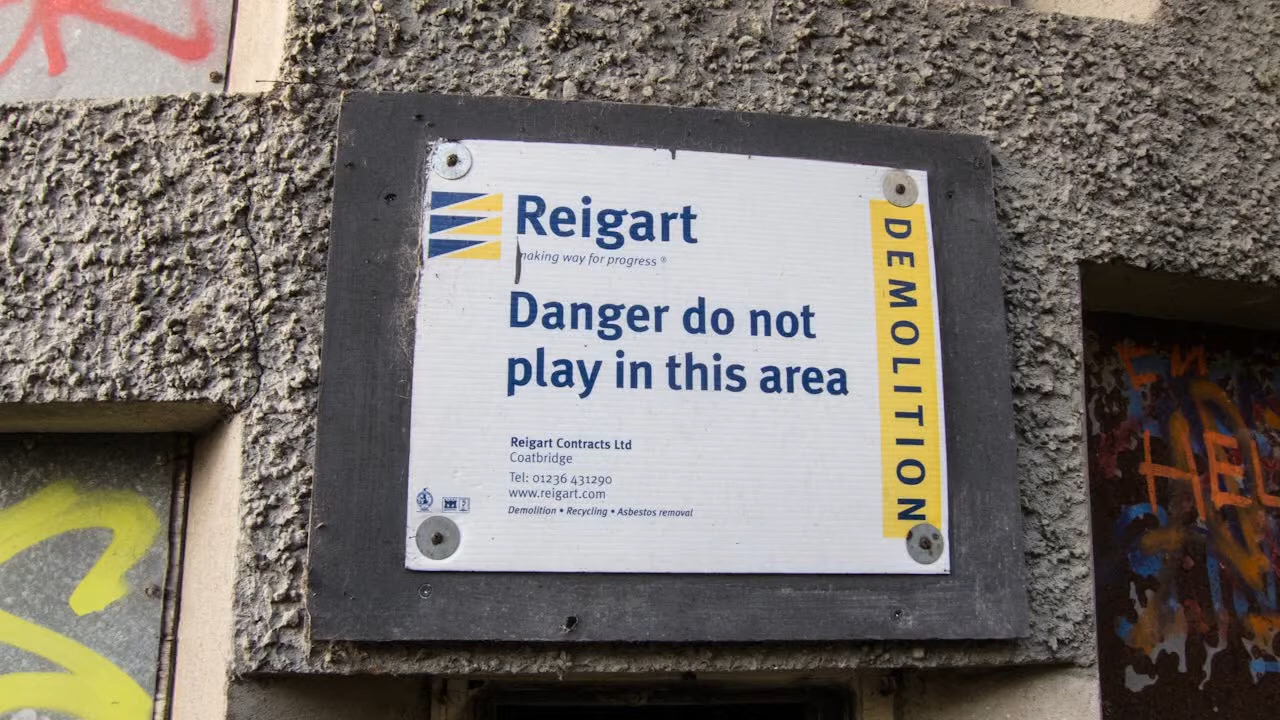 Reigart
making way for progress ®
Danger do not
play in this area
Reigart Contracts Ltd
Coatbridge
Tel: 01236 431290
www.reigart.com
Demolition • Recycling • Asbestos removal
DEMOLITION
HEL